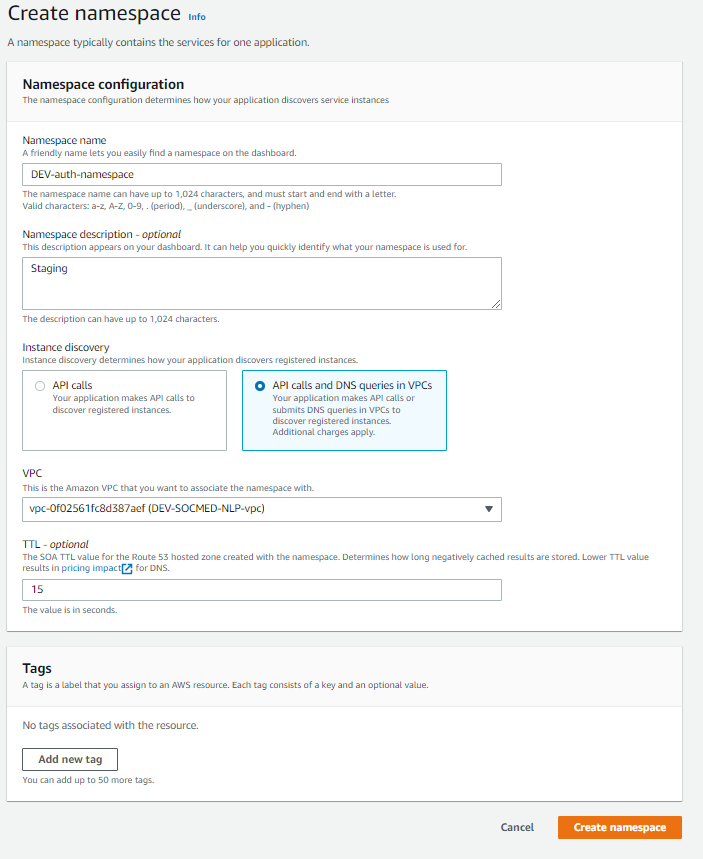 Create namespace Info
A namespace typically contains the services for one application.
Namespace configuration
The namespace configuration determines how your application discovers service instances
Namespace name
A friendly name lets you easily find a namespace on the dashboard.
DEV-auth-namespace
The namespace name can have up to 1,024 characters, and must start and end with a letter.
Valid characters: a-z, A-Z, 0-9, . (period), _ (underscore), and - (hyphen)
Namespace description - optional
This description appears on your dashboard. It can help you quickly identify what your namespace is used for.
Staging
The description can have up to 1,024 characters.
Instance discovery
Instance discovery determines how your application discovers registered instances.
API calls
Your application makes API calls to
discover registered instances.
API calls and DNS queries in VPCs
Your application makes API calls or
submits DNS queries in VPCs to
discover registered instances.
Additional charges apply.
VPC
This is the Amazon VPC that you want to associate the namespace with.
vpc-0f02561fc8d387aef (DEV-SOCMED-NLP-vpc)
TTL - optional
The SOA TTL value for the Route 53 hosted zone created with the namespace. Determines how long negatively cached results are stored. Lower TTL value
results in pricing impact for DNS.
15
The value is in seconds.
Tags
A tag is a label that you assign to an AWS resource. Each tag consists of a key and an optional value.
No tags associated with the resource.
Add new tag
You can add up to 50 more tags.
Cancel Create namespace